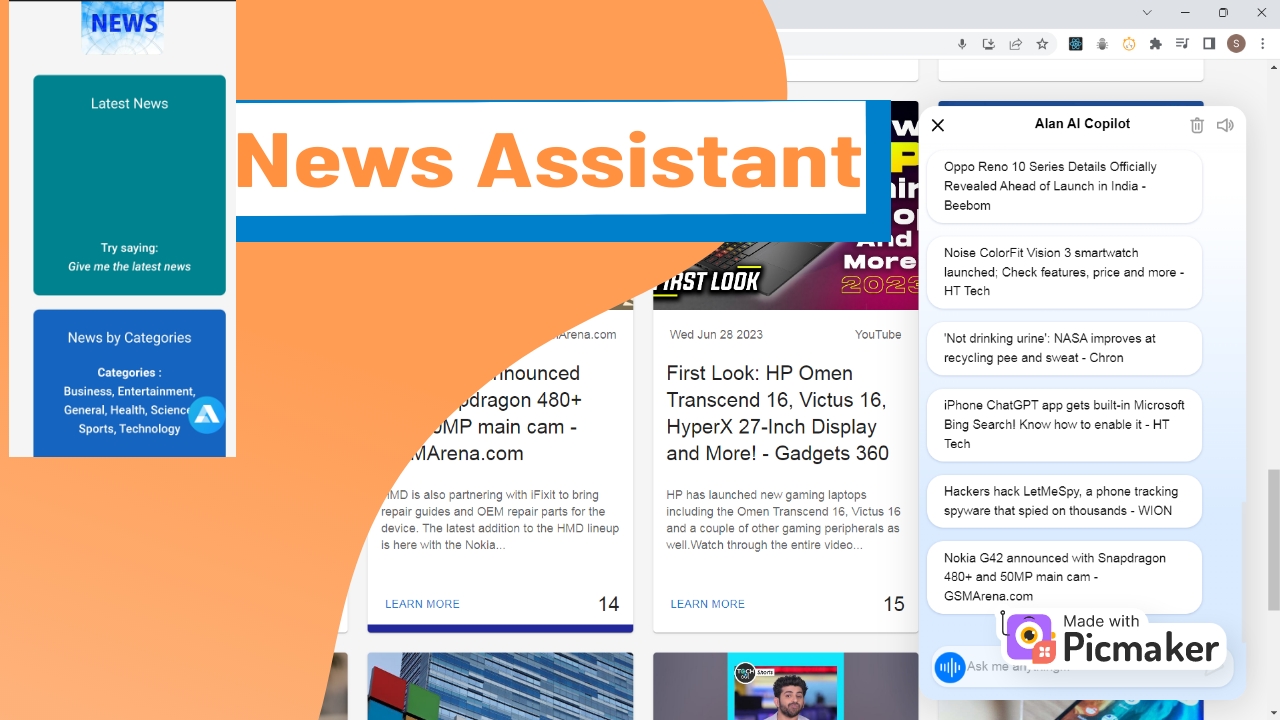 NEWS
Latest News
Try saying:
Give me the latest news
News by Categories
Categories :
Business, Entertainment,
General, Health, Science,
Sports, Technology
News Assistant
S
And
More
2023
FIRST LOOK
Arena.com
nnounced
pdragon 480+
0MP main cam -
MArena.com
HMD is also partnering with iFixit to bring
repair guides and OEM repair parts for the
device. The latest addition to the HMD lineup
is here with the Nokia...
LEARN MORE
14
Wed Jun 28 2023
YouTube
First Look: HP Omen
Transcend 16, Victus 16,
HyperX 27-Inch Display
and More! - Gadgets 360
HP has launched new gaming laptops
including the Omen Transcend 16, Victus 16
and a couple of other gaming peripherals as
well.Watch through the entire video...
LEARN MORE
15
Shorts
Alan AI Copilot
Oppo Reno 10 Series Details Officially
Revealed Ahead of Launch in India -
Beebom
Noise ColorFit Vision 3 smartwatch
launched; Check features, price and more -
HT Tech
'Not drinking urine': NASA improves at
recycling pee and sweat - Chron
iPhone ChatGPT app gets built-in Microsoft
Bing Search! Know how to enable it - HT
Tech
Hackers hack LetMeSpy, a phone tracking
spyware that spied on thousands - WION
Nokia G42 announced with Snapdragon
480+ and 50MP main cam -
GSMArena.com
Ask me anything...
Made with
Picmaker